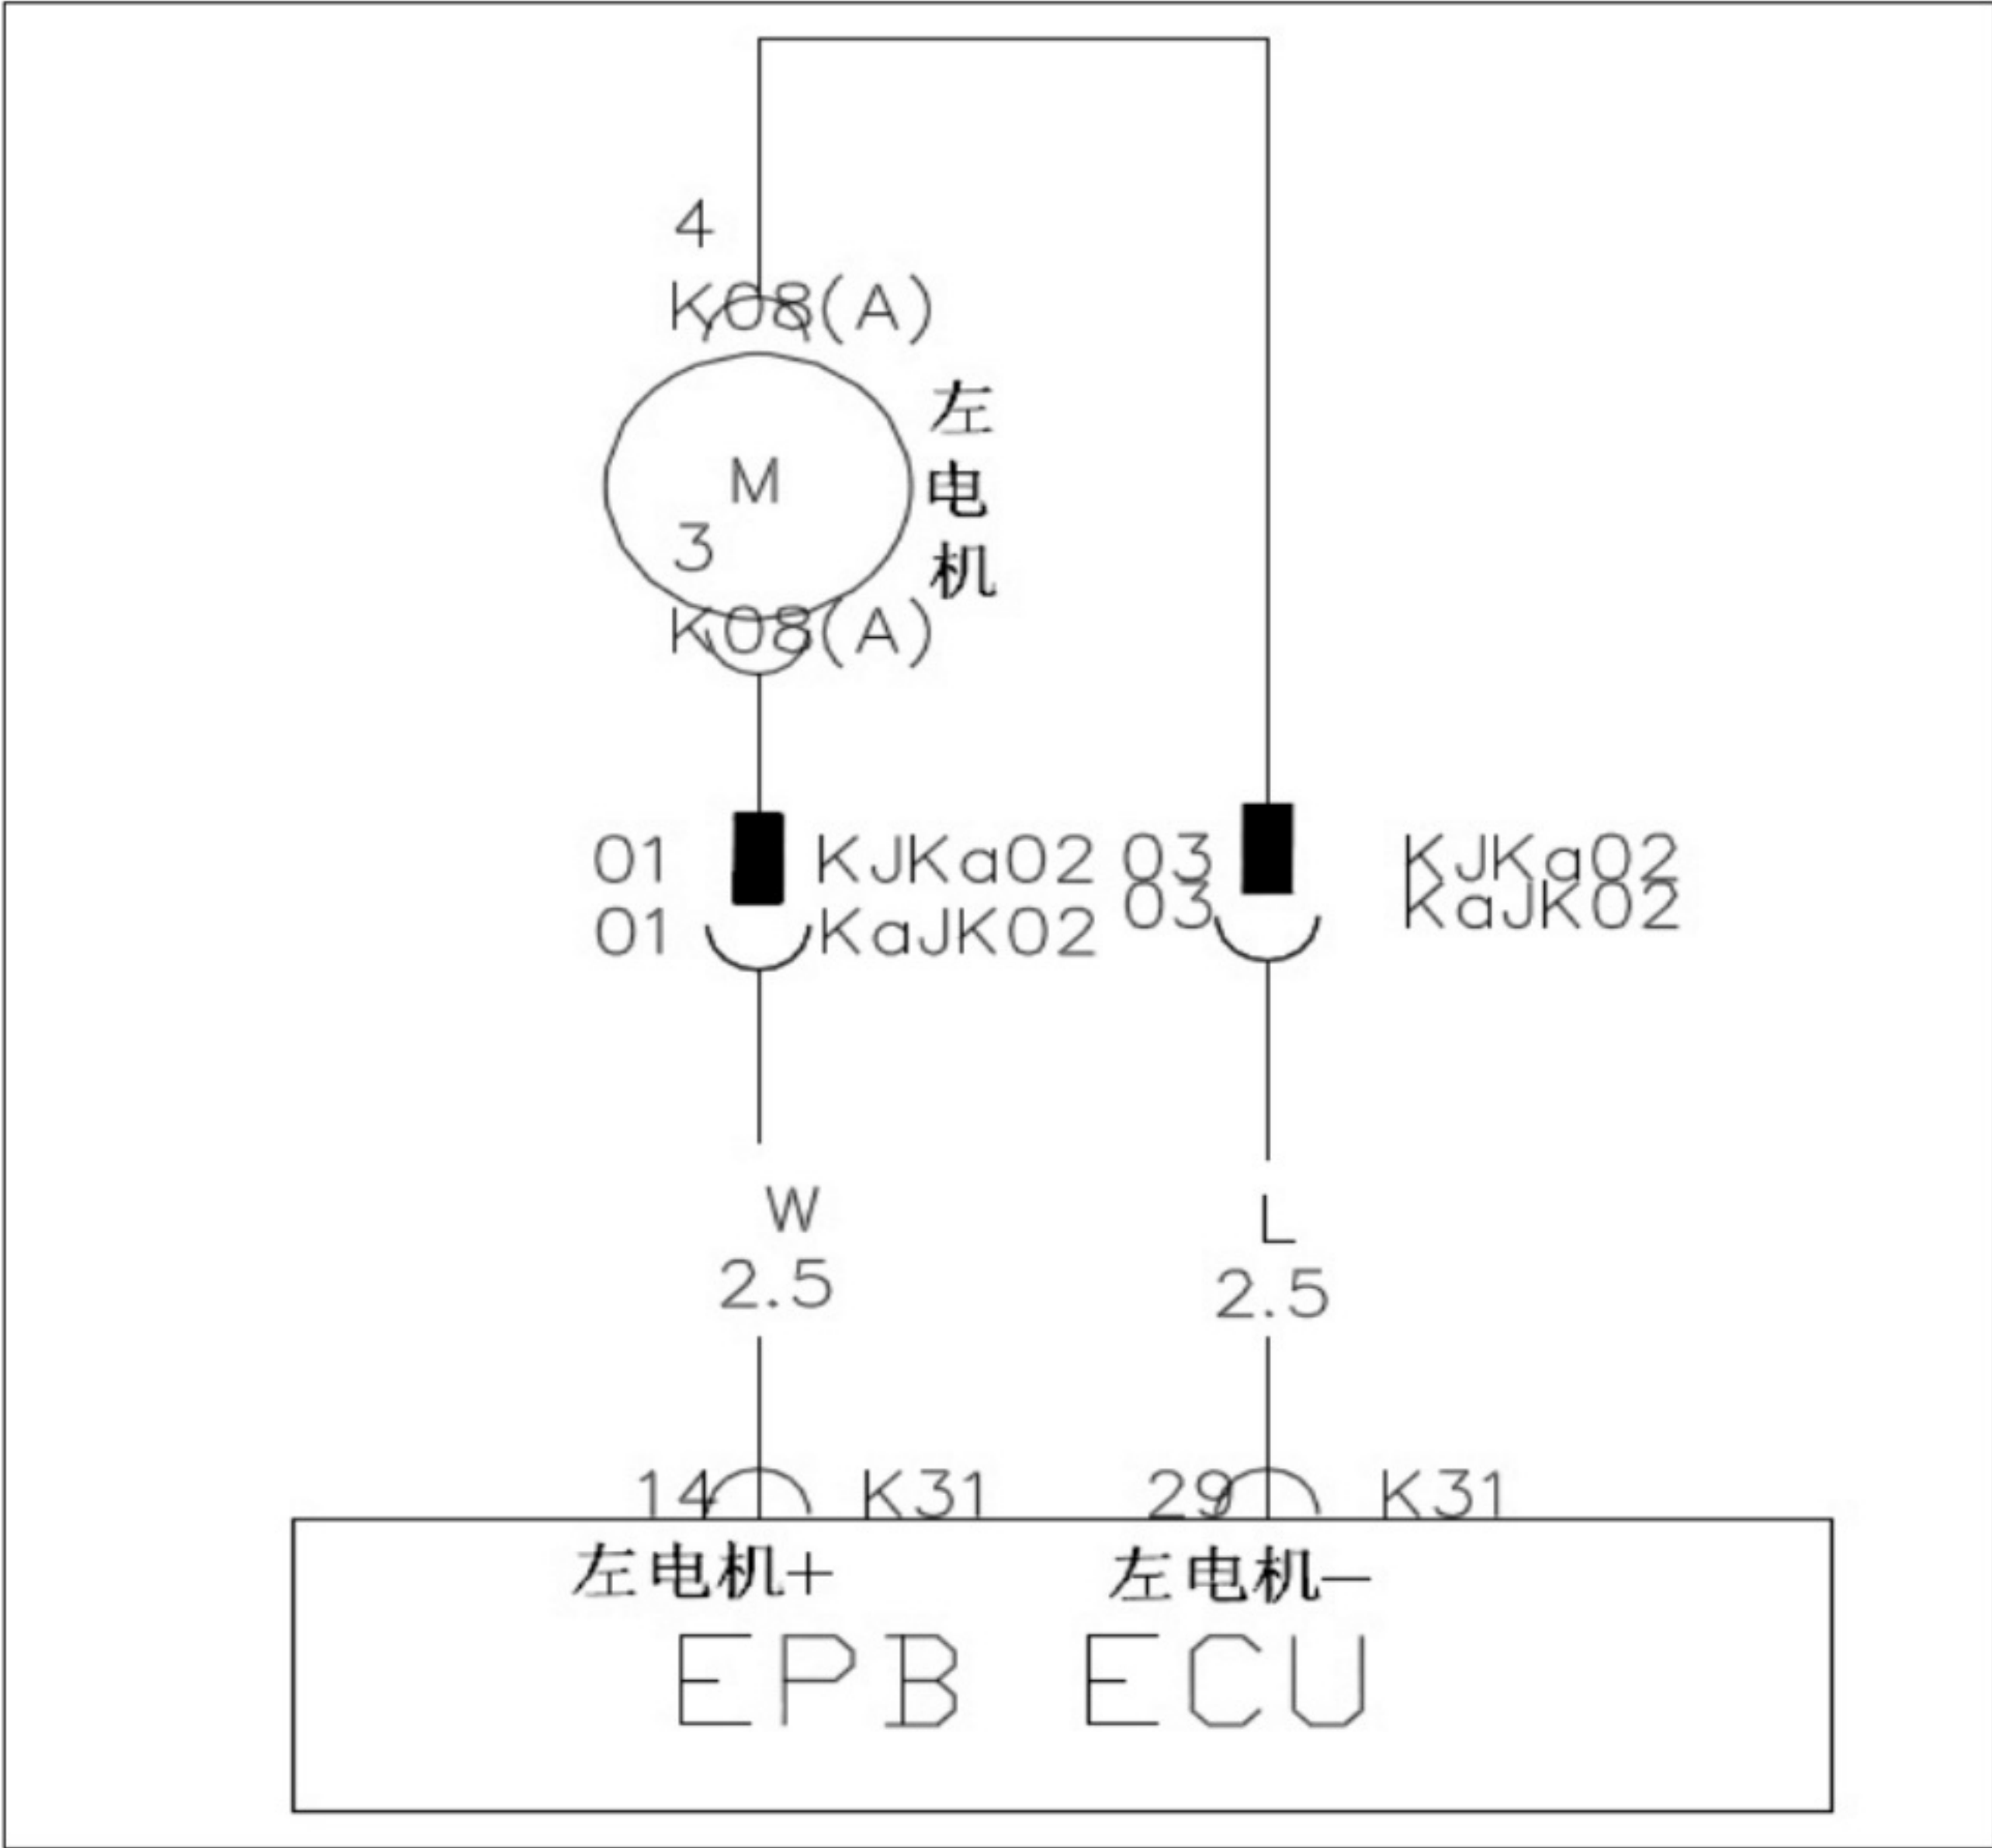 4
K08(A)
左
电
机
M
3
K08(A)
01 KJKa02 03 KJKa02
01 KaJK02 03 KaJK02
W L
2.5 2.5
14 K31 29 K31
左电机+ 左电机-
EPB ECU